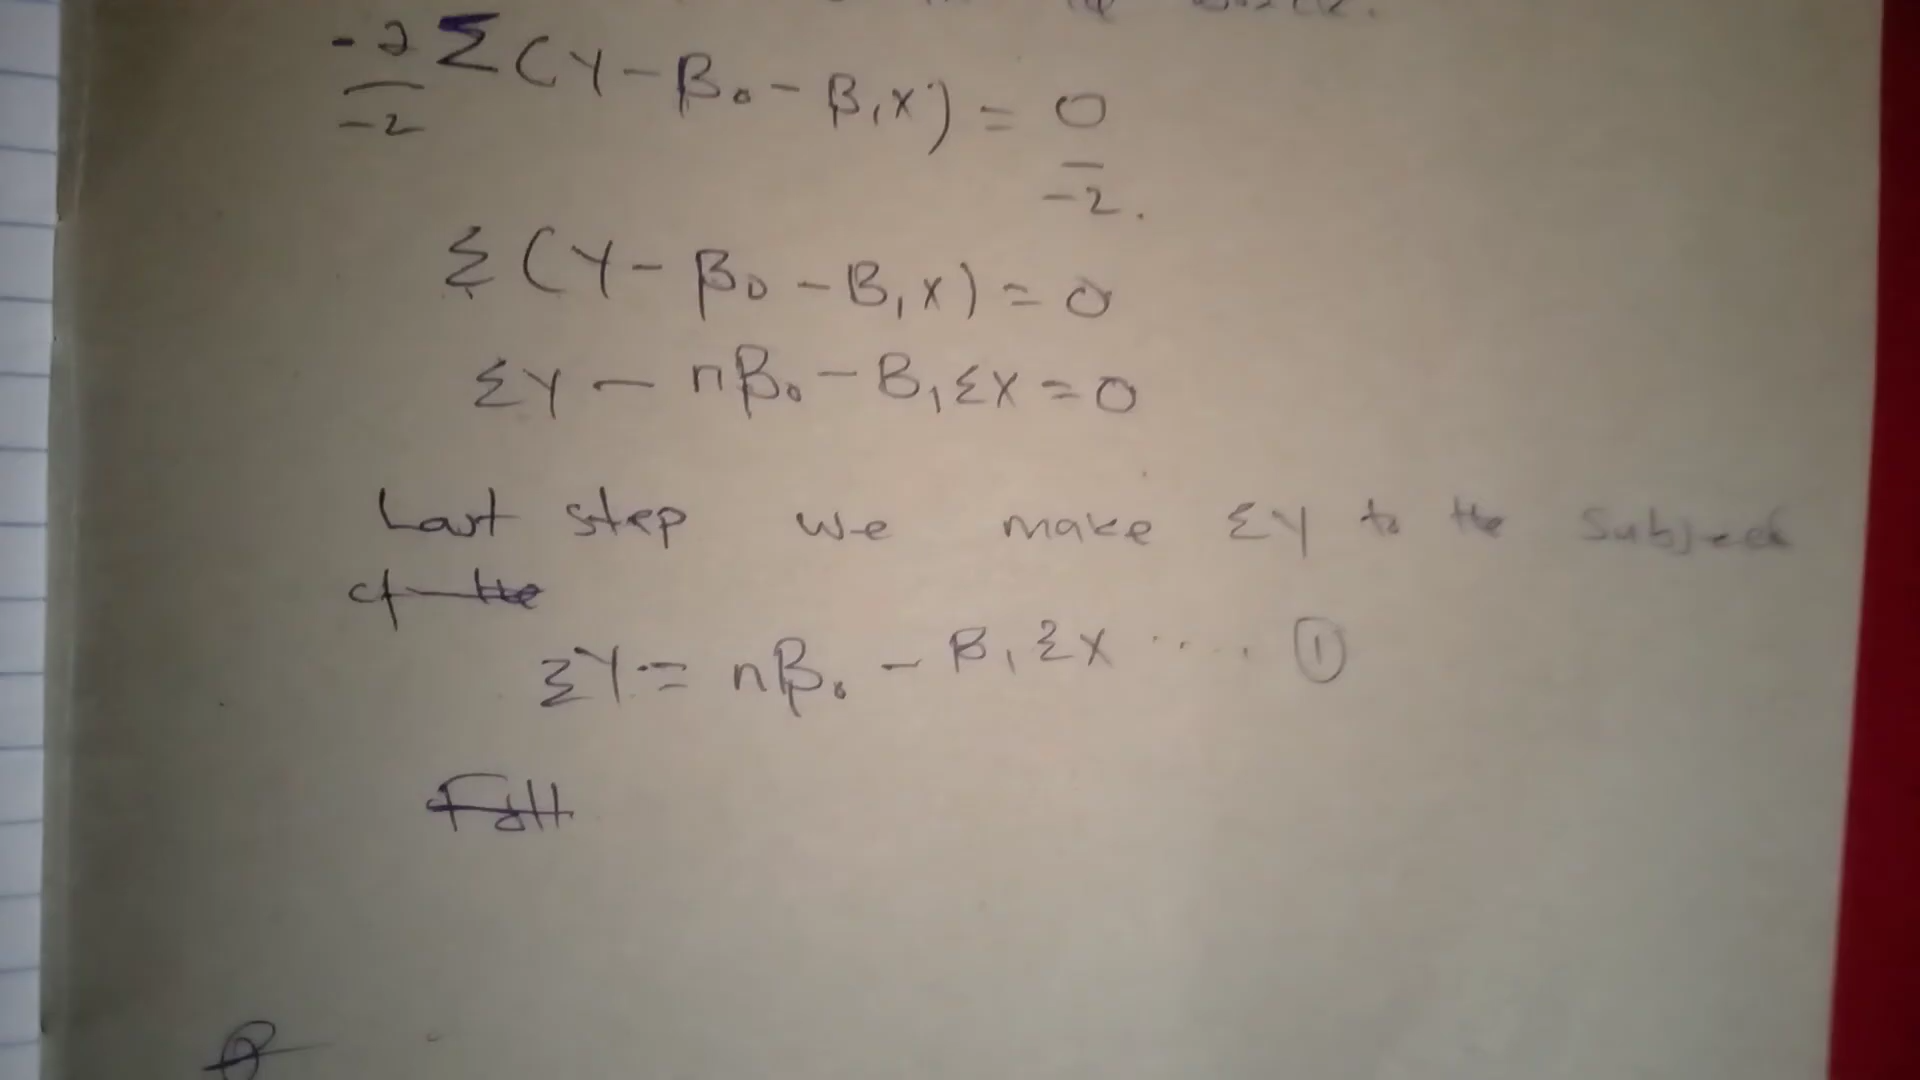 -2 Σ(Y - β₀ - β₁X) = 0
-2 -2.
Σ(Y - β₀ - β₁X) = 0
ΣY - nβ₀ - β₁ΣX = 0
Last step we make ΣY to the subject
of the
ΣY = nβ₀ - β₁ΣX .... ①